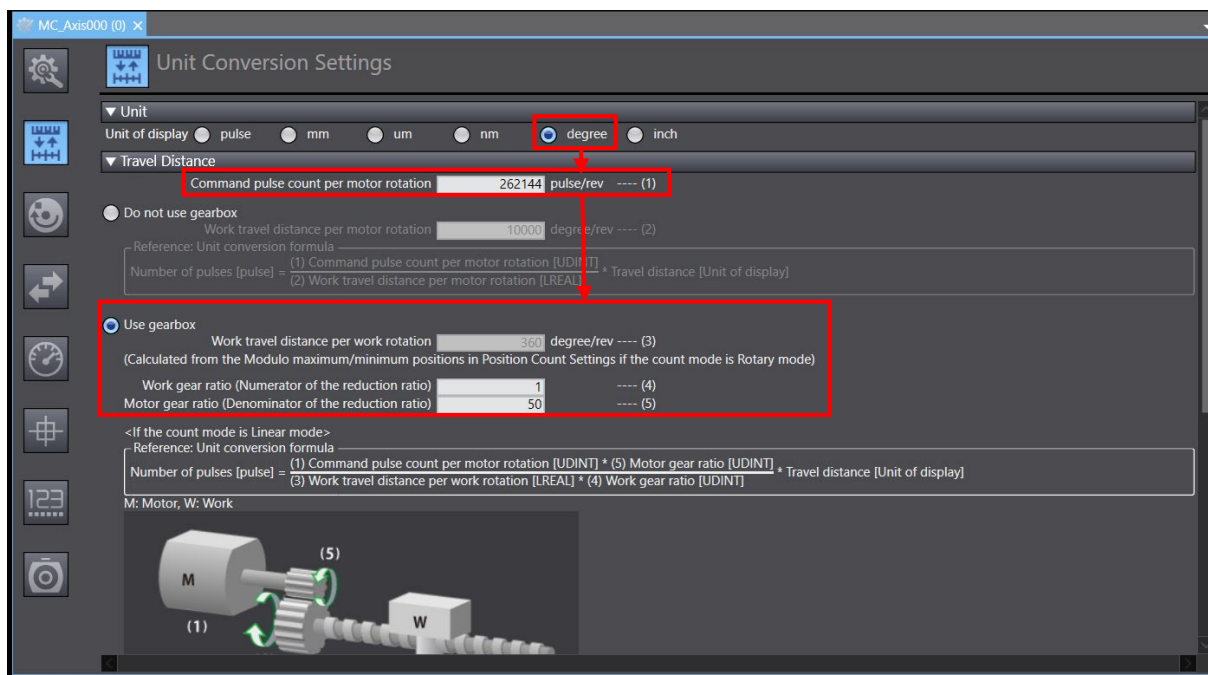 MC_Axis000 (0) ×
Unit Conversion Settings
▼ Unit
Unit of display pulse mm um nm degree inch
▼ Travel Distance
Command pulse count per motor rotation 262144 pulse/rev ---- (1)
Do not use gearbox
Work travel distance per motor rotation 10000 degree/rev ---- (2)
Reference: Unit conversion formula
Number of pulses [pulse] = (1) Command pulse count per motor rotation [UDINT] * Travel distance [Unit of display]
(2) Work travel distance per motor rotation [LREAL]
Use gearbox
Work travel distance per work rotation 360 degree/rev ---- (3)
(Calculated from the Modulo maximum/minimum positions in Position Count Settings if the count mode is Rotary mode)
Work gear ratio (Numerator of the reduction ratio) 1 ---- (4)
Motor gear ratio (Denominator of the reduction ratio) 50 ---- (5)
<If the count mode is Linear mode>
Reference: Unit conversion formula
Number of pulses [pulse] = (1) Command pulse count per motor rotation [UDINT] * (5) Motor gear ratio [UDINT] * Travel distance [Unit of display]
(3) Work travel distance per work rotation [LREAL] * (4) Work gear ratio [UDINT]
M: Motor, W: Work
(5)
M
W
(1)
123